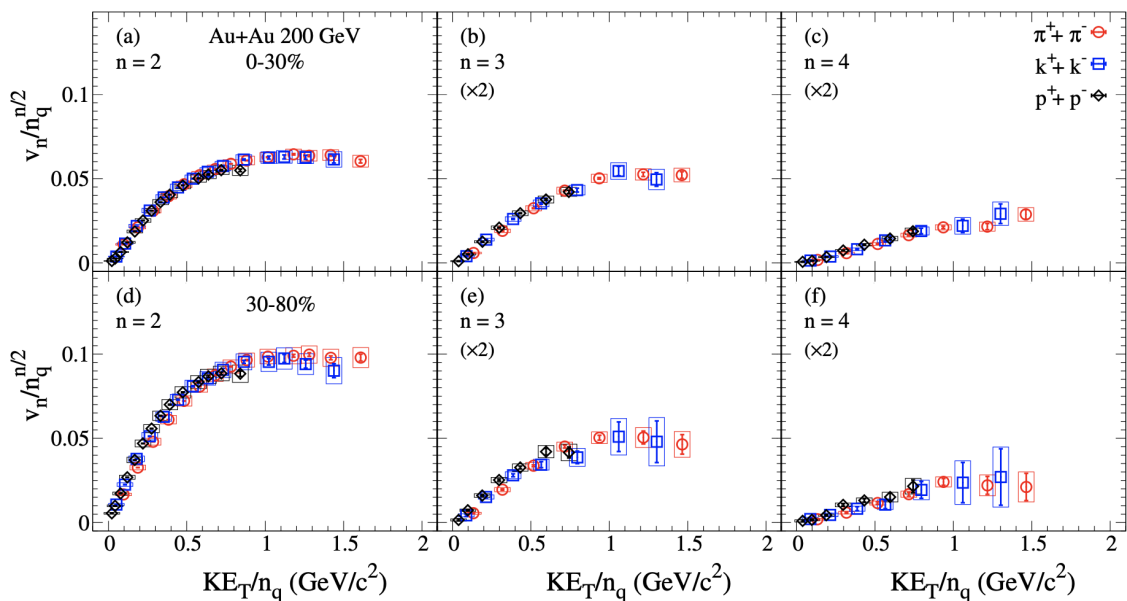 (a) Au+Au 200 GeV
n = 2 0-30%
(b)
n = 3
(×2)
(c)
n = 4
(×2)
π⁺+ π⁻
k⁺+ k⁻
p⁺+ p⁻
vₙ/n_q^{n/2}
0.1
0.05
0
(d)
n = 2
30-80%
(e)
n = 3
(×2)
(f)
n = 4
(×2)
vₙ/n_q^{n/2}
0.1
0.05
0
0 0.5 1 1.5 2
0 0.5 1 1.5 2
0 0.5 1 1.5 2
KE_T/n_q (GeV/c²)
KE_T/n_q (GeV/c²)
KE_T/n_q (GeV/c²)